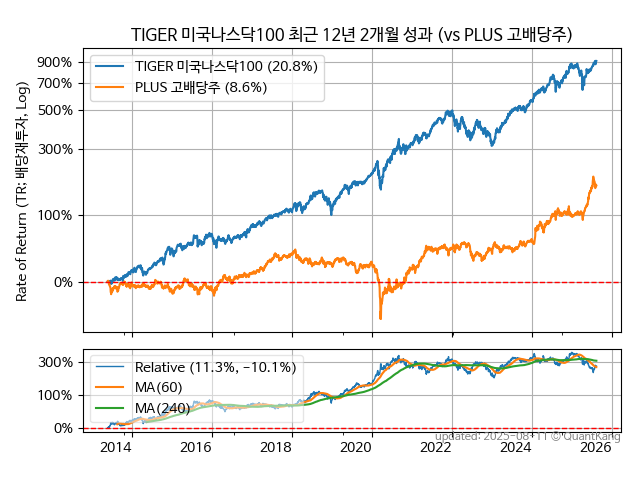 TIGER 미국나스닥100 최근 12년 2개월 성과 (vs PLUS 고배당주)
Rate of Return (TR: 배당재투자, Log)
900%
700%
500%
300%
100%
0%
TIGER 미국나스닥100 (20.8%)
PLUS 고배당주 (8.6%)
300%
100%
0%
Relative (11.3%, −10.1%)
MA(60)
MA(240)
2014 2016 2018 2020 2022 2024 2026
updated: 2025-08-11 © QuantKang